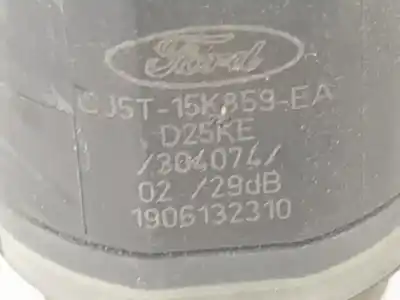 Ford
CJ5T-15K859-EA
D25KE
/304074/
02 /29dB
1906132310